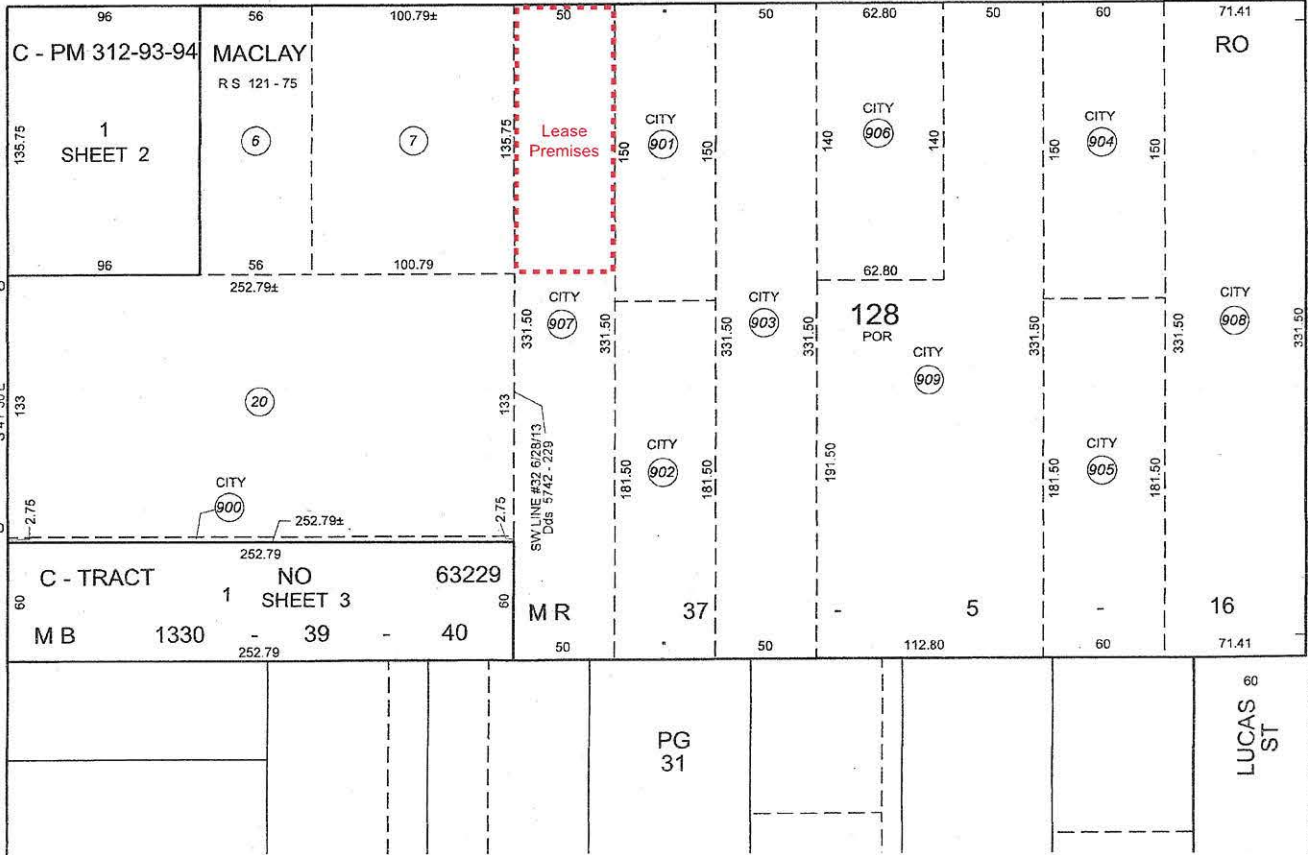 96 56 100.79± 50 50 62.80 50 60 71.41
C - PM 312-93-94 MACLAY RO
R S 121 - 75
135.75 1 6 7 135.75 Lease 150 CITY 150 140 CITY 140 150 CITY 150
SHEET 2 Premises 901 906 904
96 56 100.79 62.80
252.79±
CITY CITY 128 CITY
331.50 907 331.50 331.50 903 331.50 POR 331.50 331.50 908 331.50
CITY
909
133 20 133
SW LINE #32 6/28/13
Dds 5742 - 229
CITY CITY
181.50 902 181.50 191.50 181.50 905 181.50
CITY
2.75 900 252.79± 2.75
252.79
C - TRACT NO 63229
60 1 SHEET 3 60 M R 37 - 5 - 16
M B 1330 - 39 - 40
252.79 50 50 112.80 60 71.41
PG
31
LUCAS 60
ST